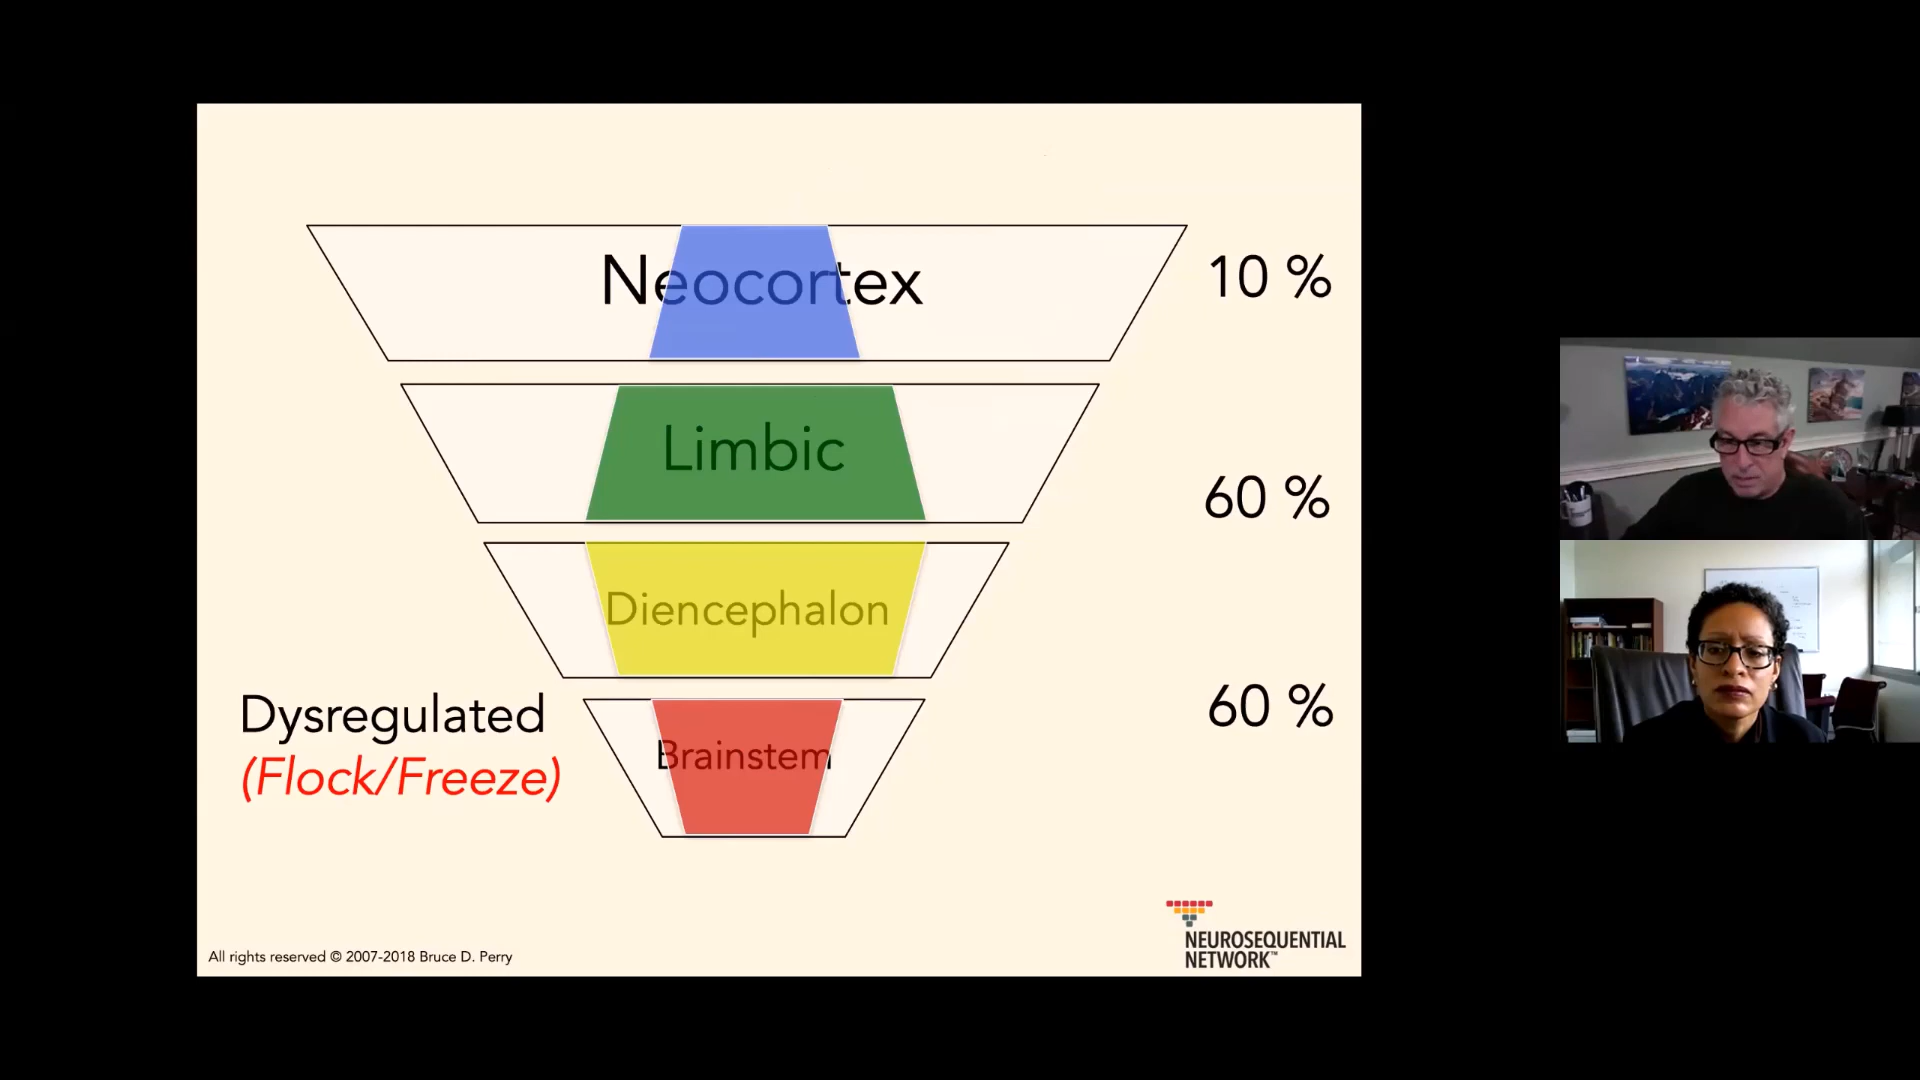 Neocortex
10 %
Limbic
60 %
Diencephalon
Dysregulated
60 %
(Flock/Freeze)
Brainstem
NEUROSEQUENTIAL
NETWORK™
All rights reserved © 2007-2018 Bruce D. Perry